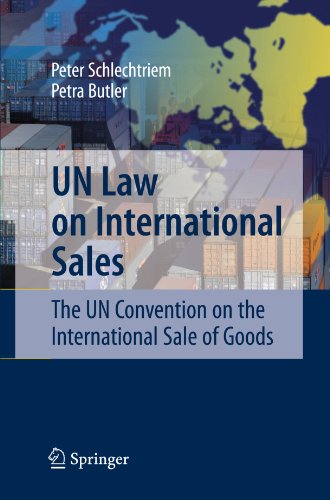 Peter Schlechtriem
Petra Butler
UN Law
on International
Sales
The UN Convention on the
International Sale of Goods
Springer